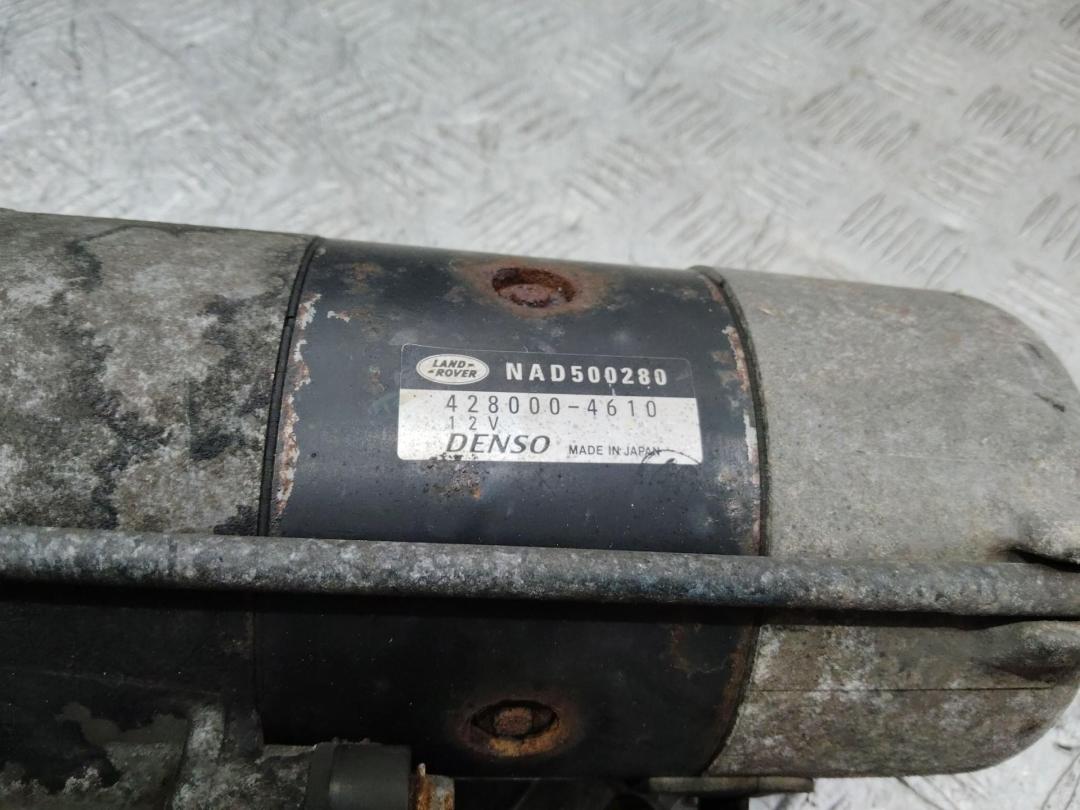 LAND-
-ROVER
NAD500280
428000-4610
12V
DENSO MADE IN JAPAN